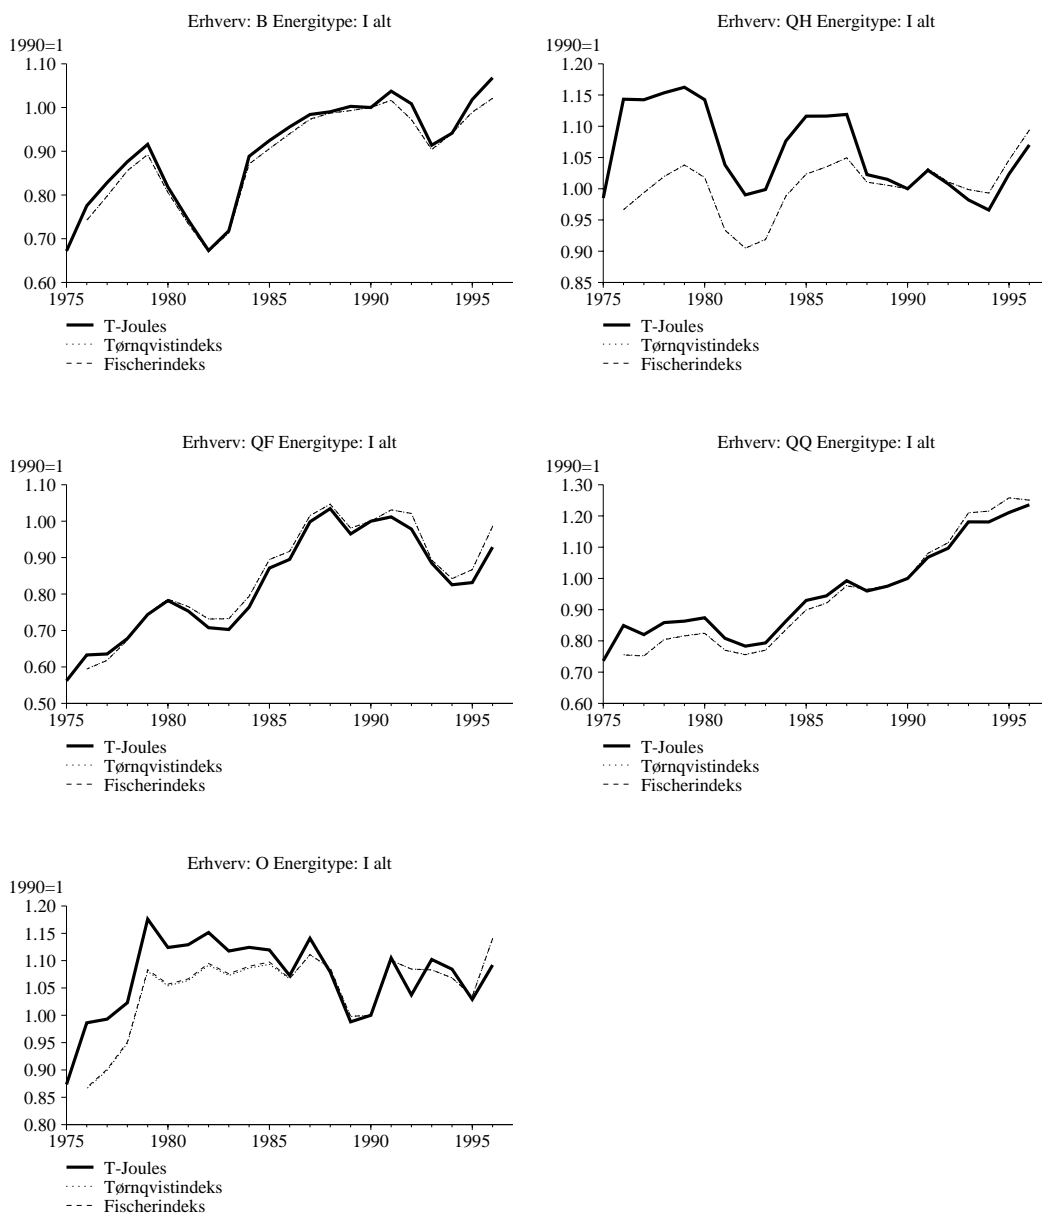 Erhverv: B Energitype: I alt
1990=1
1.10
1.00
0.90
0.80
0.70
0.60
1975 1980 1985 1990 1995
T-Joules
Tørnqvistindeks
Fischerindeks
Erhverv: QH Energitype: I alt
1990=1
1.20
1.15
1.10
1.05
1.00
0.95
0.90
0.85
1975 1980 1985 1990 1995
T-Joules
Tørnqvistindeks
Fischerindeks
Erhverv: QF Energitype: I alt
1990=1
1.10
1.00
0.90
0.80
0.70
0.60
0.50
1975 1980 1985 1990 1995
T-Joules
Tørnqvistindeks
Fischerindeks
Erhverv: QQ Energitype: I alt
1990=1
1.30
1.20
1.10
1.00
0.90
0.80
0.70
0.60
1975 1980 1985 1990 1995
T-Joules
Tørnqvistindeks
Fischerindeks
Erhverv: O Energitype: I alt
1990=1
1.20
1.15
1.10
1.05
1.00
0.95
0.90
0.85
0.80
1975 1980 1985 1990 1995
T-Joules
Tørnqvistindeks
Fischerindeks